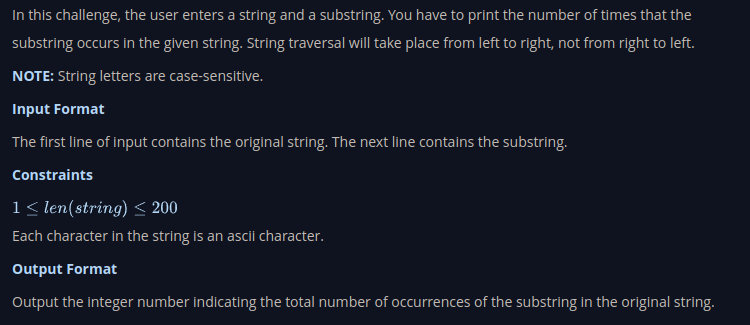 In this challenge, the user enters a string and a substring. You have to print the number of times that the
substring occurs in the given string. String traversal will take place from left to right, not from right to left.
NOTE: String letters are case-sensitive.
Input Format
The first line of input contains the original string. The next line contains the substring.
Constraints
1 ≤ len(string) ≤ 200
Each character in the string is an ascii character.
Output Format
Output the integer number indicating the total number of occurrences of the substring in the original string.